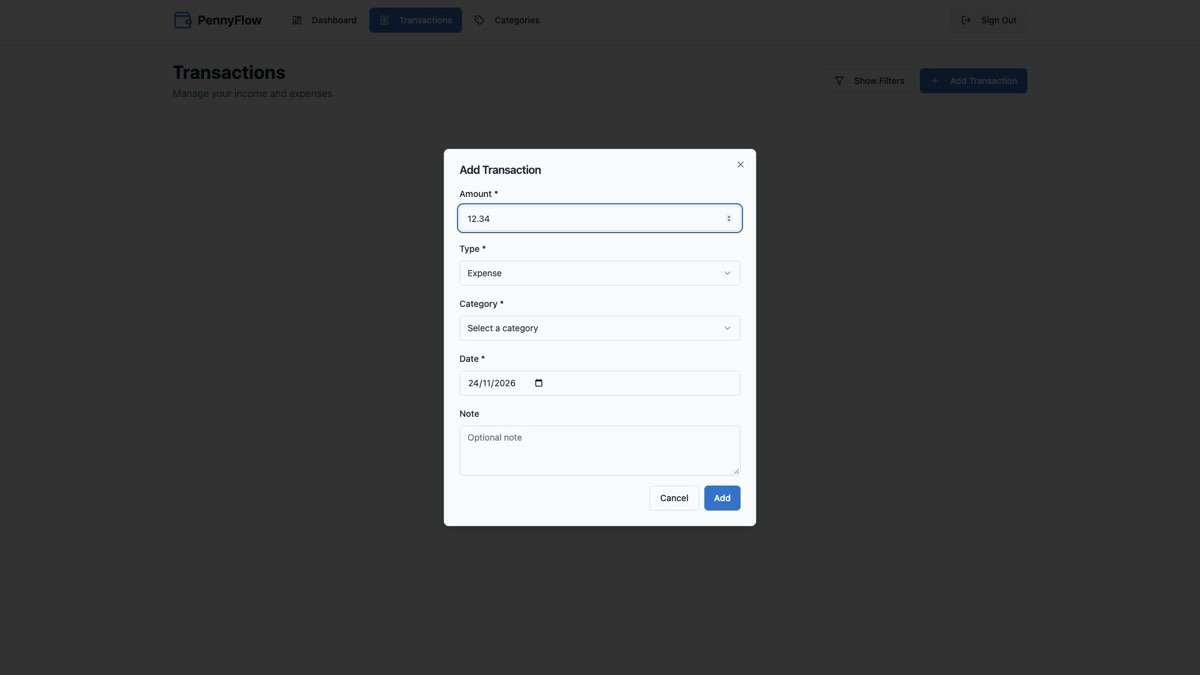 PennyFlow Dashboard Transactions Categories Sign Out
Transactions
Manage your income and expenses
Show Filters Add Transaction
Add Transaction
Amount *
12.34
Type *
Expense
Category *
Select a category
Date *
24/11/2026
Note
Optional note
Cancel Add